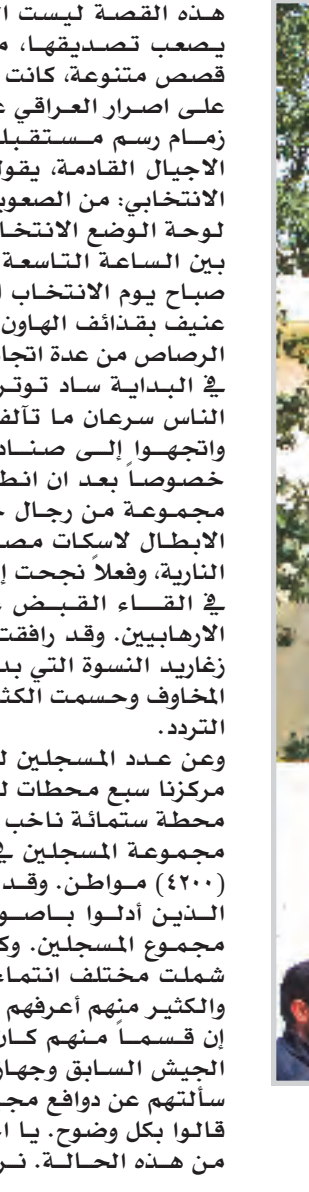 هذه القصة ليست ا
يصعب تصديقها، م
قصص متنوعة، كانت
على اصرار العراقي ع
زمام رسم مستقبل
الاجيال القادمة، يقول
الانتخابي: من الصعوب
لوحة الوضع الانتخا
بين الساعة التاسعة
صباح يوم الانتخاب ا
عنيف بقذائف الهاون
الرصاص من عدة اتجا
في البداية ساد توتر
الناس سرعان ما تآلف
واتجهوا إلى صناد
خصوصاً بعد ان انط
مجموعة من رجال ح
الابطال لاسكات مصـ
النارية، وفعلاً نجحت إ
في القاء القبض ع
الارهابيين. وقد رافقت
زغاريد النسوة التي بد
المخاوف وحسمت الكث
التردد.
وعن عدد المسجلين ل
مركزنا سبع محطات ل
محطة ستمائة ناخب
مجموعة المسجلين في
(٤٢٠٠) مواطن. وقد
الذين أدلوا باصو
مجموع المسجلين. وك
شملت مختلف انتماء
والكثير منهم أعرفهم
إن قسماً منهم كان
الجيش السابق وجهاز
سألتهم عن دوافع مج
قالوا بكل وضوح. يا ا
من هذه الحالة. نر